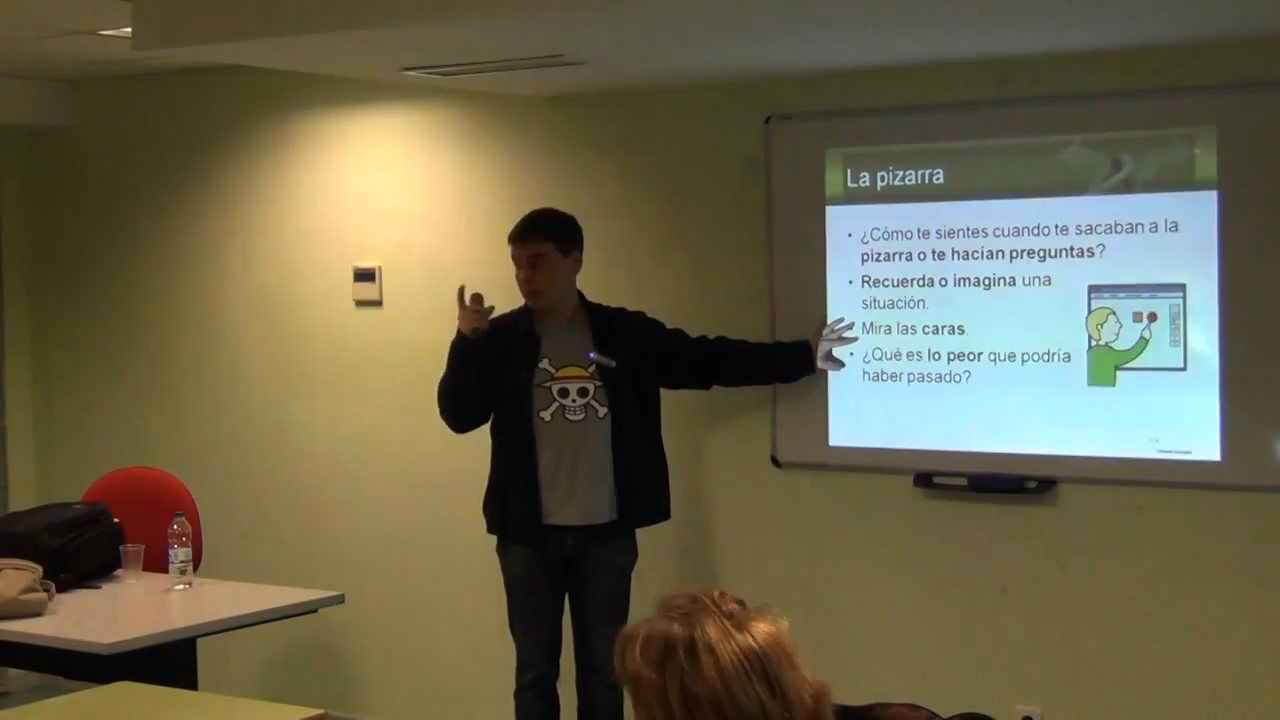 La pizarra
• ¿Cómo te sientes cuando te sacaban a la
pizarra o te hacían preguntas?
• Recuerda o imagina una
situación.
• Mira las caras.
• ¿Qué es lo peor que podría
haber pasado?